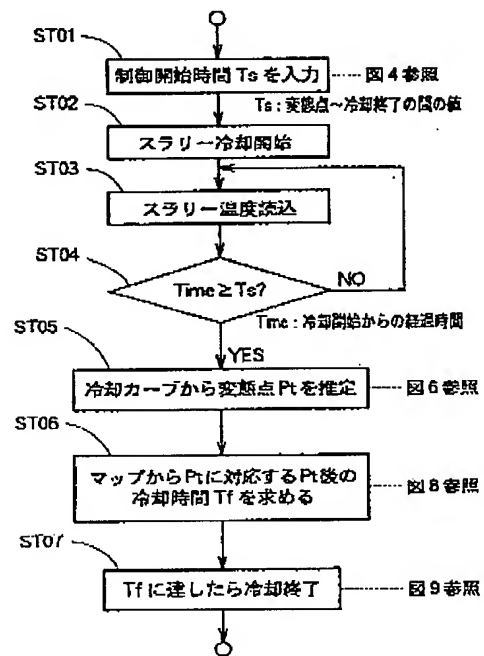 ST01
制御開始時間 Ts を入力 図4参照
Ts：変態点～冷却終了の間の値
ST02
スラリー冷却開始
ST03
スラリー温度読込
ST04
Time≧Ts? NO
Time：冷却開始からの経過時間
YES
ST05
冷却カーブから変態点 Pt を推定 図6参照
ST06
マップから Pt に対応する Pt 後の
冷却時間 Tf を求める 図8参照
ST07
Tf に達したら冷却終了 図9参照